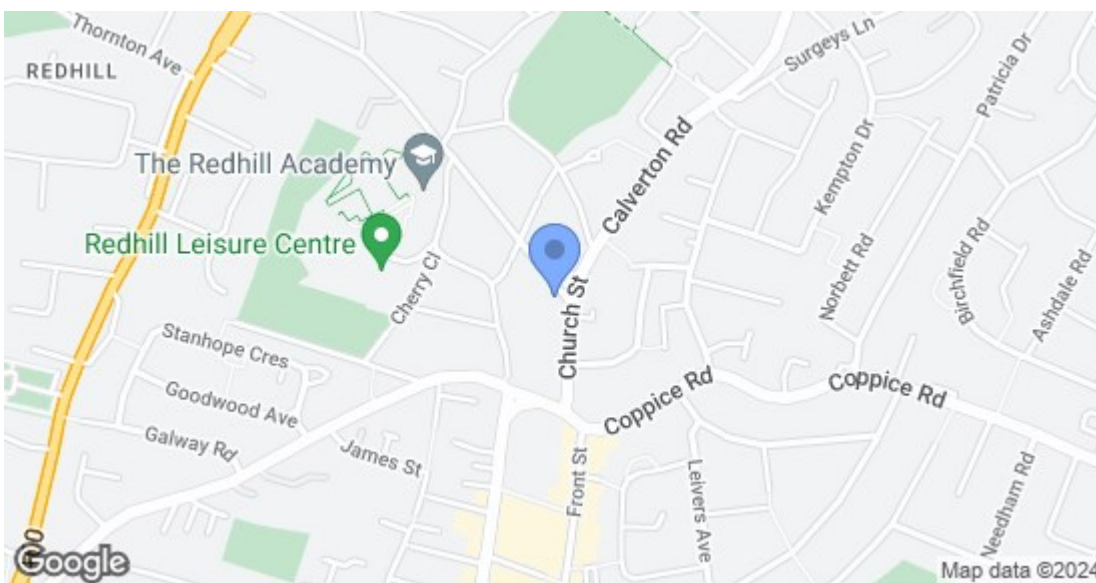 Thornton Ave
REDHILL
Surgeys Ln
Patricia Dr
The Redhill Academy
Calverton Rd
Kempton Dr
Redhill Leisure Centre
Cherry Cl
Norbett Rd
Birchfield Rd
Ashdale Rd
Church St
Stanhope Cres
Goodwood Ave
Galway Rd
James St
Coppice Rd
Coppice Rd
Front St
Leivers Ave
Needham Rd
Google
Map data ©2024